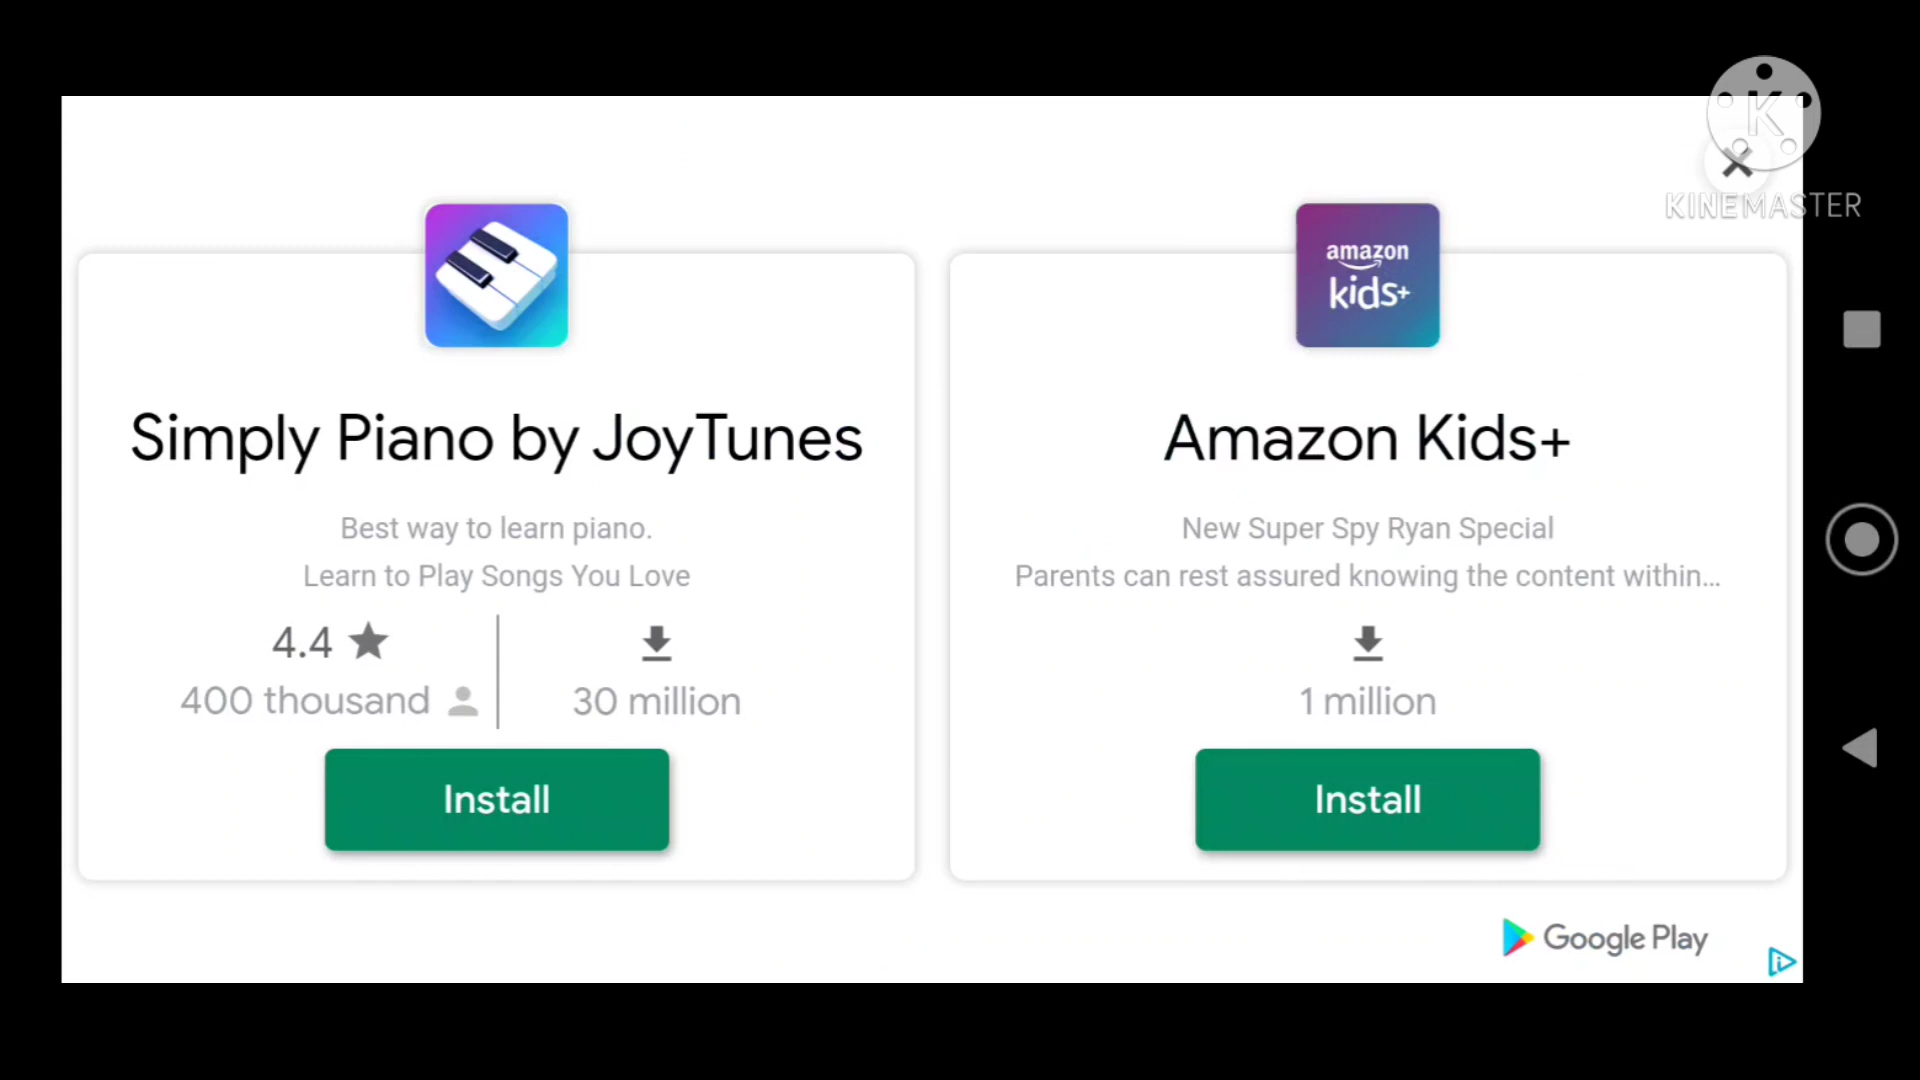 K
KINEMASTER
amazon
kids+
Simply Piano by JoyTunes
Best way to learn piano.
Learn to Play Songs You Love
4.4
400 thousand
30 million
Install
Amazon Kids+
New Super Spy Ryan Special
Parents can rest assured knowing the content within...
1 million
Install
Google Play